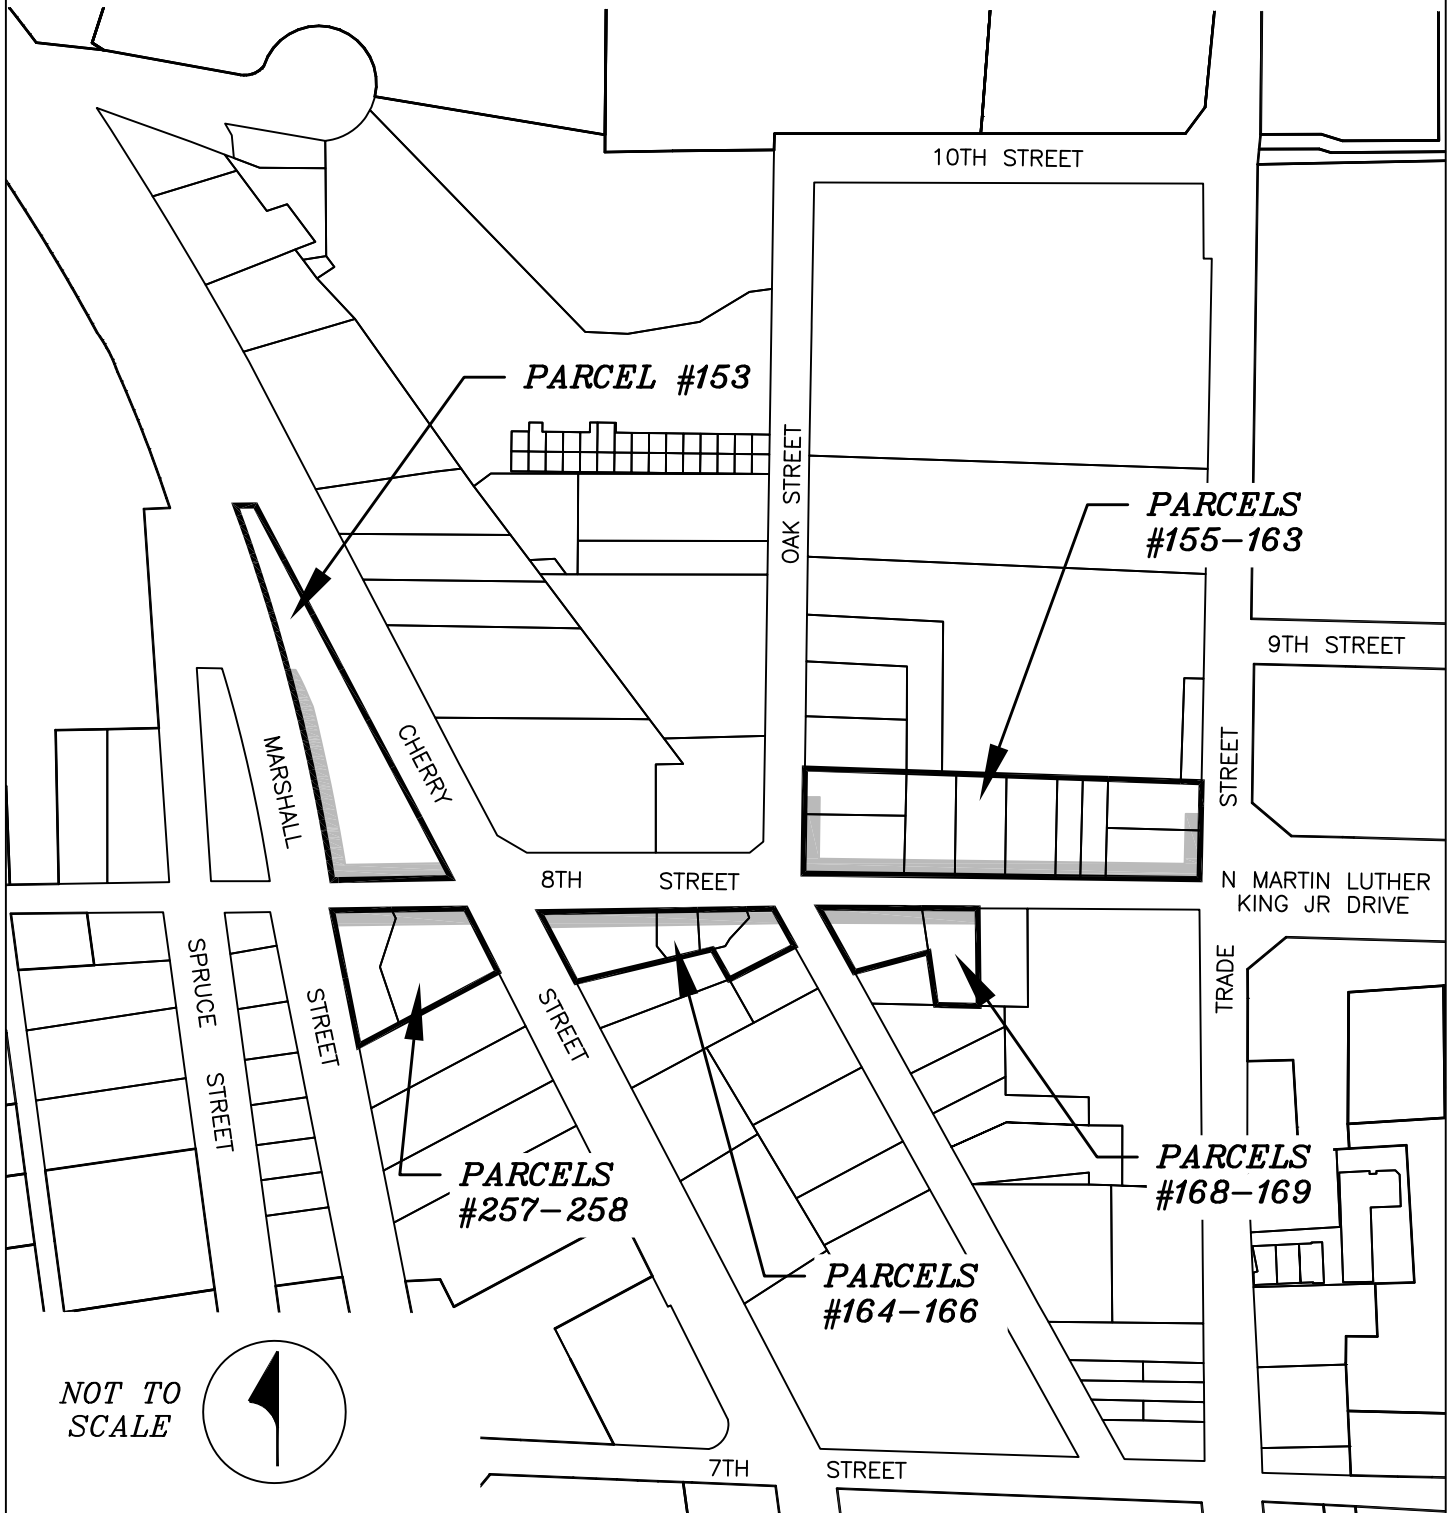 10TH STREET
PARCEL #153
OAK STREET
PARCELS
#155-163
9TH STREET
MARSHALL
CHERRY
STREET
8TH STREET
N MARTIN LUTHER
KING JR DRIVE
SPRUCE STREET
STREET
STREET
TRADE
PARCELS
#257-258
PARCELS
#168-169
PARCELS
#164-166
NOT TO
SCALE
7TH STREET